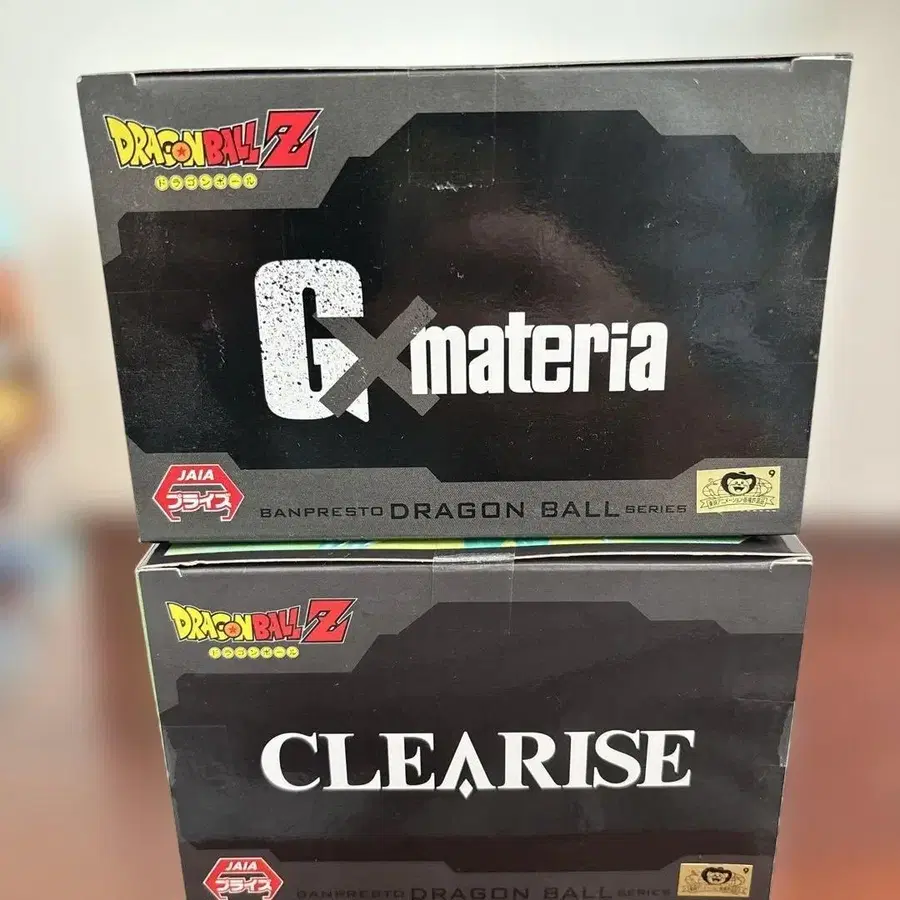 DRAGON BALL Z
ドラゴンボール
G×materia
JAIA
プライズ
BANPRESTO DRAGON BALL SERIES
9
DRAGON BALL Z
ドラゴンボール
CLEARISE
JAIA
プライズ
BANPRESTO DRAGON BALL SERIES
9